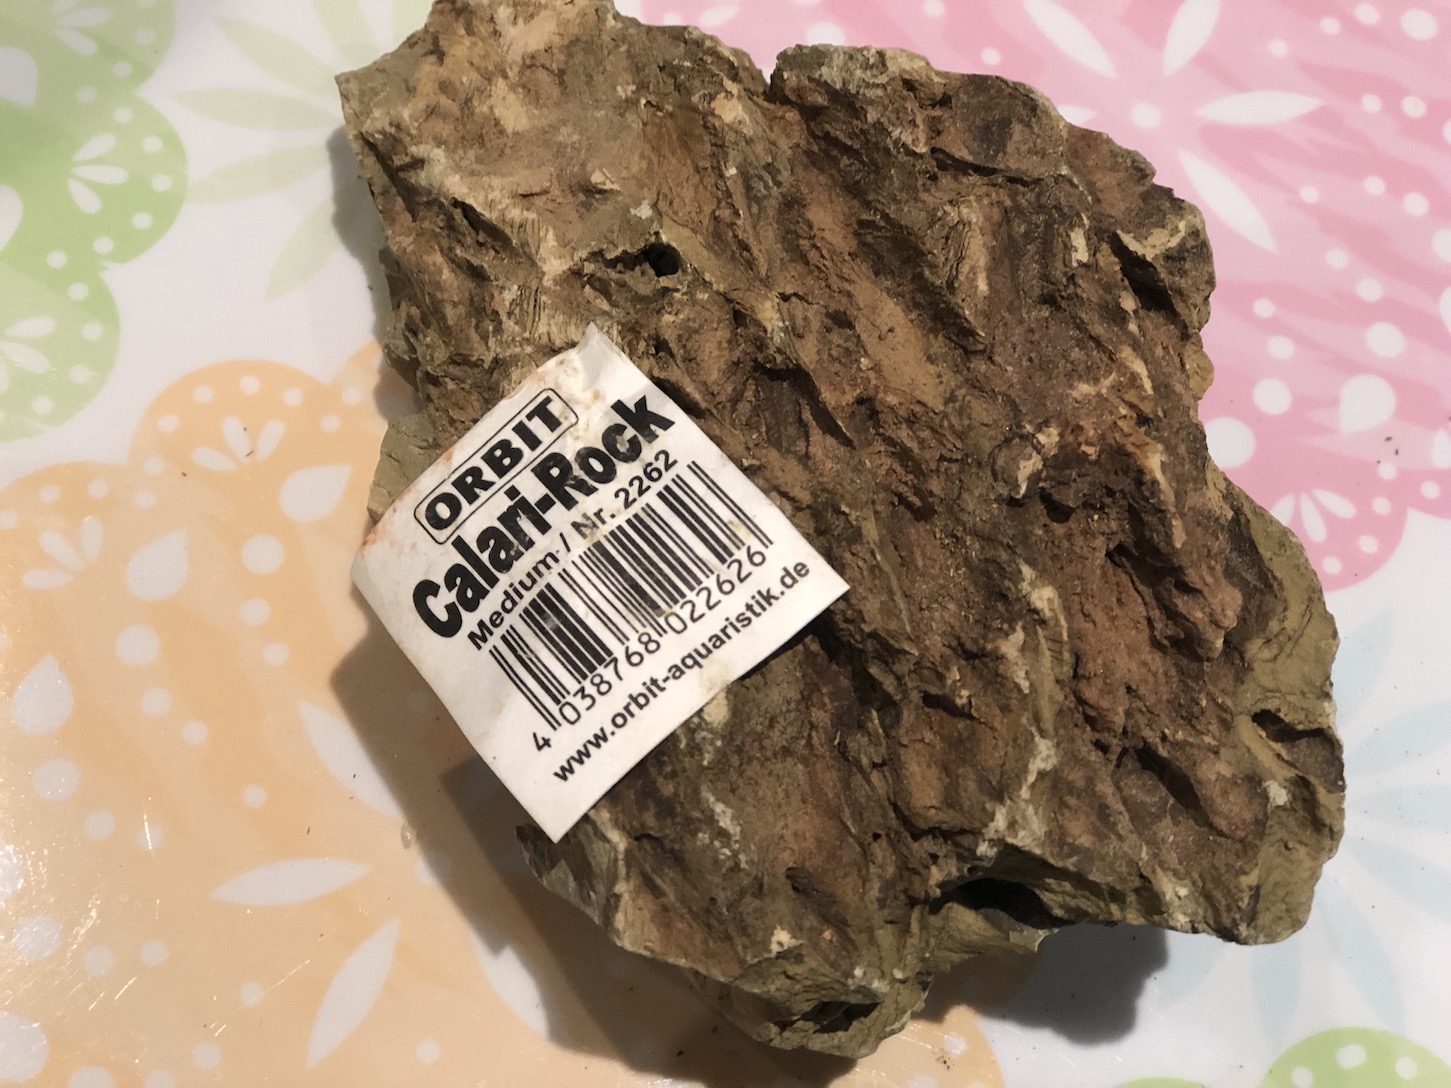 ORBIT
Calari-Rock
Medium / Nr. 2262
4 038768 022626
www.orbit-aquaristik.de